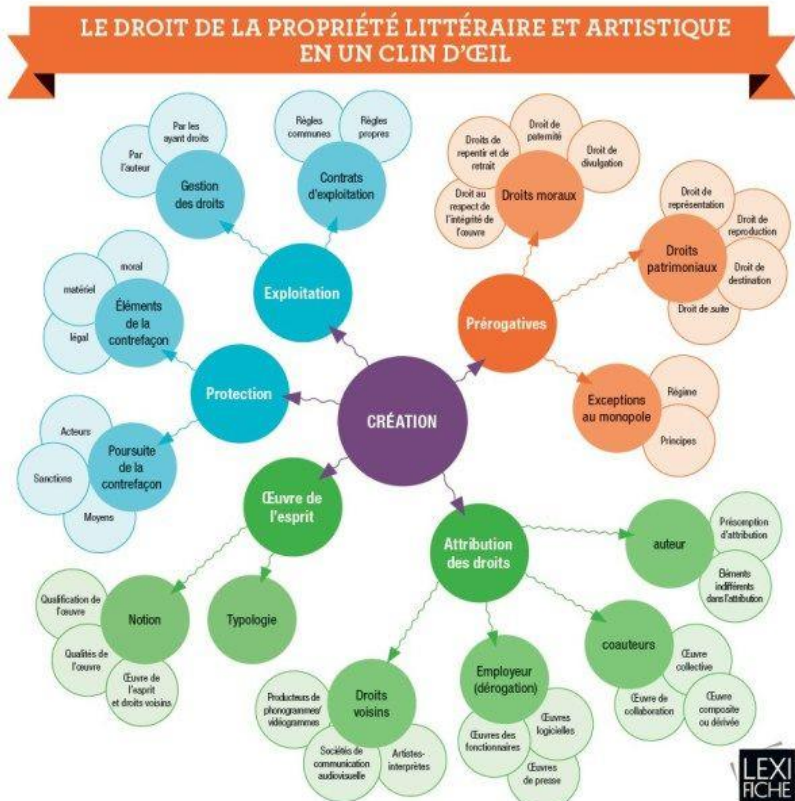 LE DROIT DE LA PROPRIÉTÉ LITTÉRAIRE ET ARTISTIQUE
EN UN CLIN D'ŒIL
Par
l'auteur
Par les
ayant droits
Gestion
des droits
Règles
communes
Règles
propres
Contrats
d'exploitation
Exploitation
moral
matériel
légal
Éléments
de la
contrefaçon
Protection
Acteurs
Sanctions
Moyens
Poursuite
de la
contrefaçon
CRÉATION
Droit de
paternité
Droits de
repentir et de
retrait
Droit de
divulgation
Droit au
respect de
l'intégrité de
l'œuvre
Droits moraux
Droit de
représentation
Droit de
reproduction
Droit de
destination
Droit de suite
Droits
patrimoniaux
Prérogatives
Exceptions
au monopole
Régime
Principes
Œuvre de
l'esprit
Notion
Qualification de
l'œuvre
Qualités de
l'œuvre
Œuvre de
l'esprit
et droits voisins
Typologie
Attribution
des droits
auteur
Présomption
d'attribution
Éléments
indifférents
dans l'attribution
coauteurs
Œuvre
collective
Œuvre de
collaboration
Œuvre
composite
ou dérivée
Employeur
(dérogation)
Œuvres des
fonctionnaires
Œuvres
logicielles
Œuvres
de presse
Droits
voisins
Producteurs de
phonogrammes/
vidéogrammes
Sociétés de
communication
audiovisuelle
Artistes-
interprètes
LEXI
FICHE